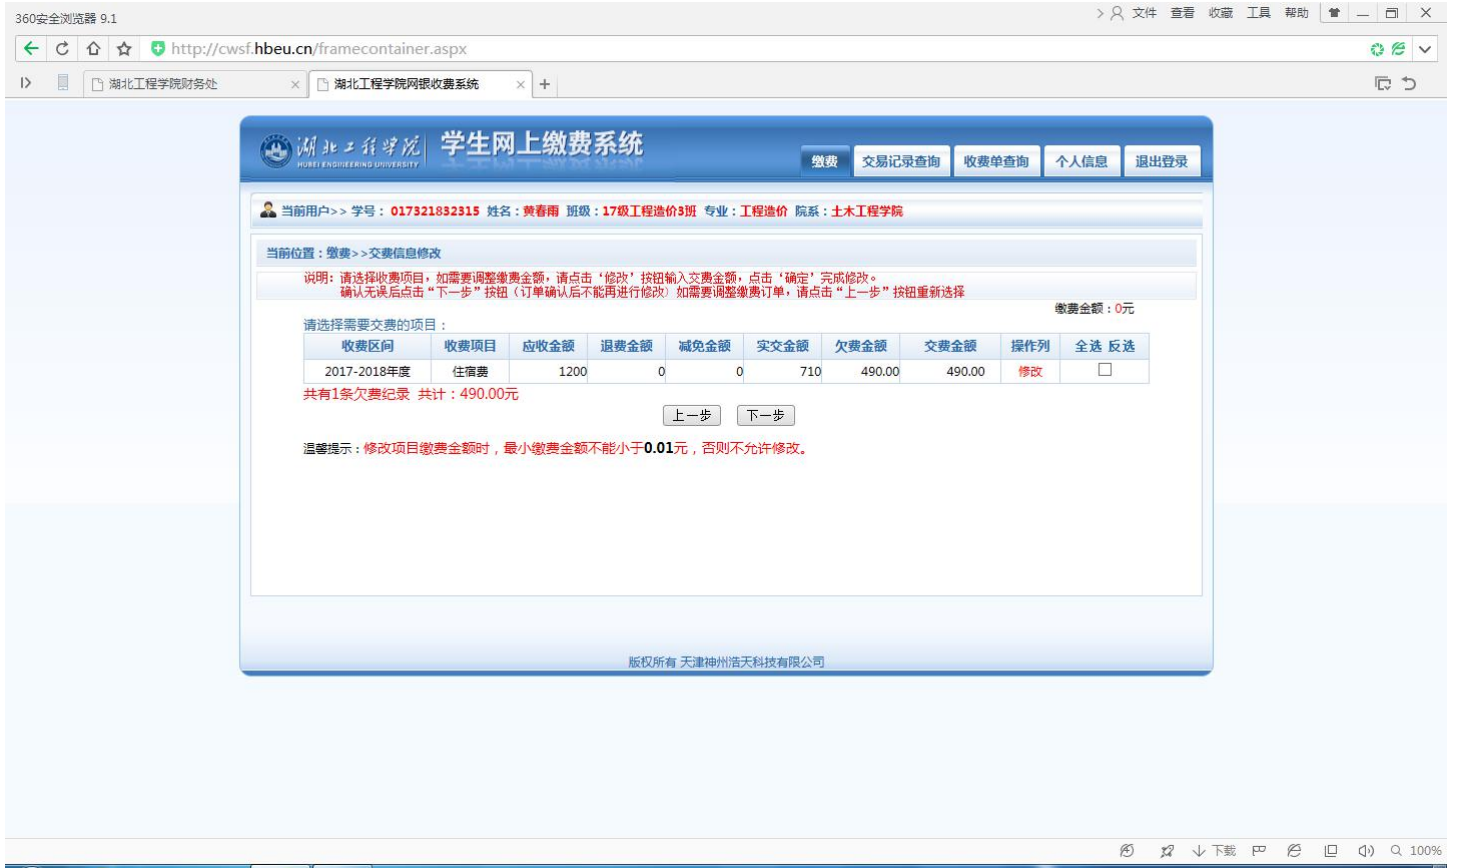 360安全浏览器 9.1
文件 查看 收藏 工具 帮助
http://cwsf.hbeu.cn/framecontainer.aspx
湖北工程学院财务处
湖北工程学院网银收费系统
湖北工程学院 学生网上缴费系统
HUBEI ENGINEERING UNIVERSITY
缴费 交易记录查询 收费单查询 个人信息 退出登录
当前用户>> 学号：017321832315 姓名：黄春雨 班级：17级工程造价3班 专业：工程造价 院系：土木工程学院
当前位置：缴费>>交费信息修改
说明：请选择收费项目，如需要调整缴费金额，请点击‘修改’按钮输入交费金额，点击‘确定’完成修改。
确认无误后点击“下一步”按钮（订单确认后不能再进行修改）如需要调整缴费订单，请点击“上一步”按钮重新选择
缴费金额：0元
请选择需要交费的项目：
收费区间 收费项目 应收金额 退费金额 减免金额 实交金额 欠费金额 交费金额 操作列 全选 反选
2017-2018年度 住宿费 1200 0 0 710 490.00 490.00 修改
共有1条欠费纪录 共计：490.00元
上一步 下一步
温馨提示：修改项目缴费金额时，最小缴费金额不能小于0.01元，否则不允许修改。
版权所有 天津神州浩天科技有限公司
下载 100%